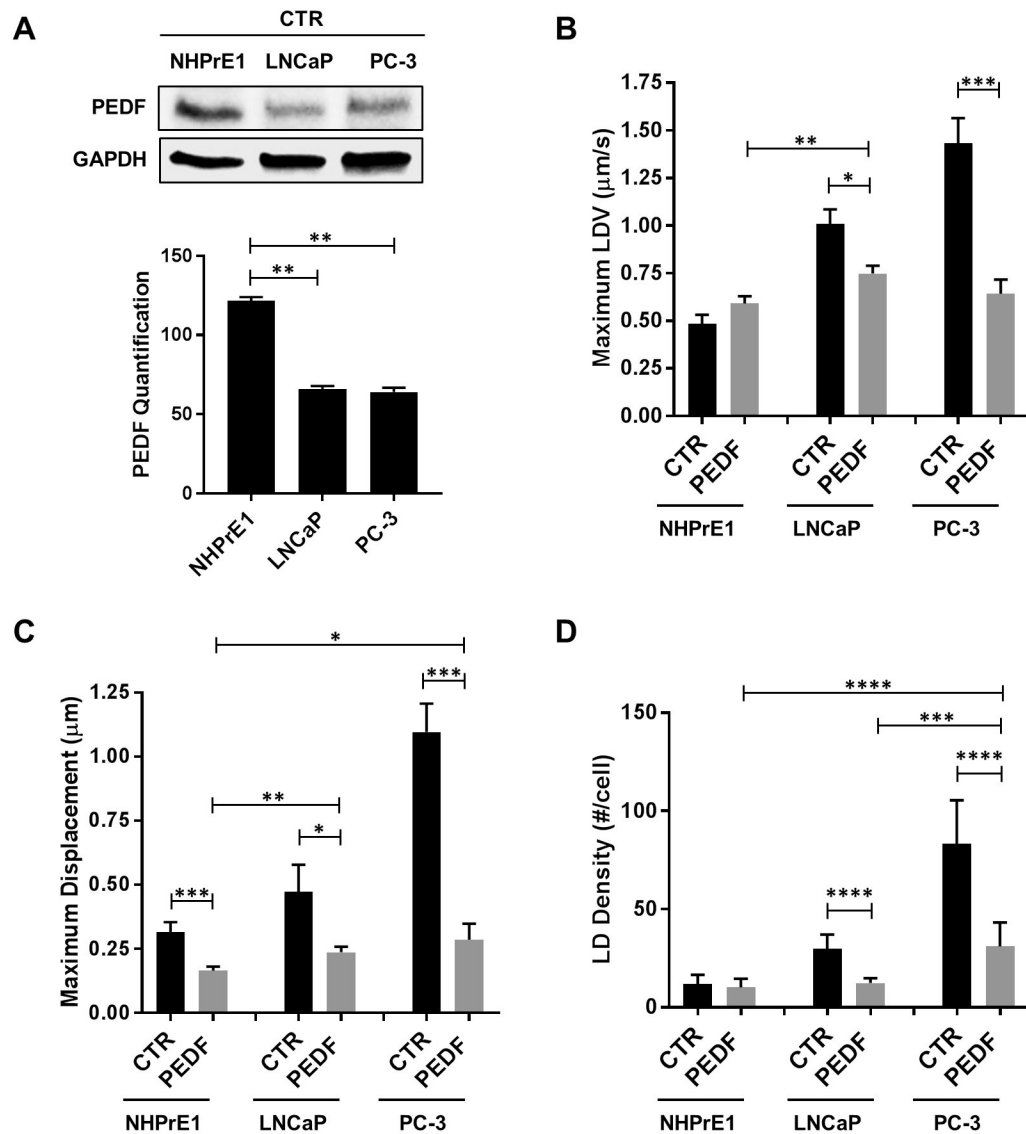 A
CTR
NHPrE1 LNCaP PC-3
PEDF
GAPDH
**
**
150
100
50
0
PEDF Quantification
NHPrE1
LNCaP
PC-3
B
***
**
*
1.75
1.50
1.25
1.00
0.75
0.50
0.25
0.00
Maximum LDV (μm/s)
CTR PEDF CTR PEDF CTR PEDF
NHPrE1 LNCaP PC-3
C
*
***
**
*
***
1.25
1.00
0.75
0.50
0.25
0.00
Maximum Displacement (μm)
CTR PEDF CTR PEDF CTR PEDF
NHPrE1 LNCaP PC-3
D
****
***
****
****
150
100
50
0
LD Density (#/cell)
CTR PEDF CTR PEDF CTR PEDF
NHPrE1 LNCaP PC-3